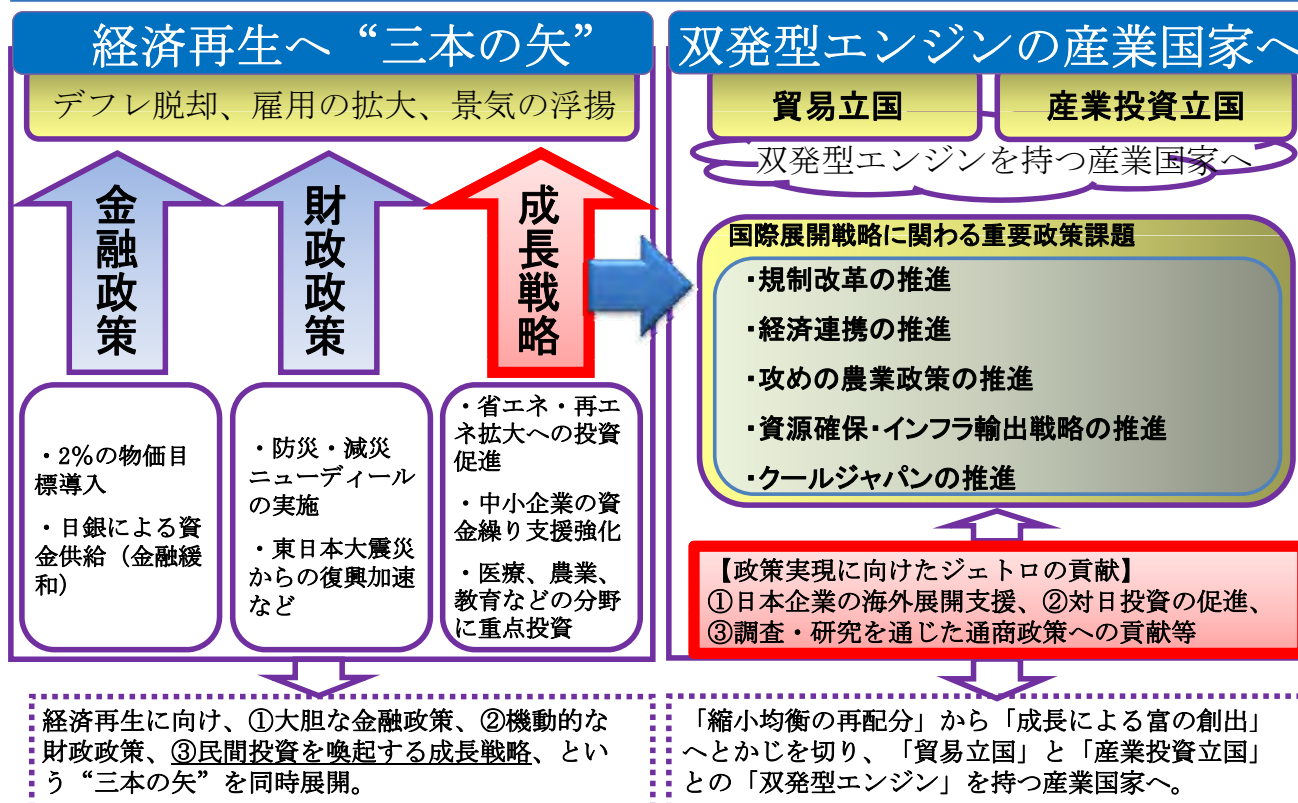 経済再生へ “三本の矢”
デフレ脱却、雇用の拡大、景気の浮揚
金融政策
財政政策
成長戦略
・2%の物価目
標導入
・日銀による資
金供給（金融緩
和）
・防災・減災
ニューディール
の実施
・東日本大震災
からの復興加速
など
・省エネ・再エ
ネ拡大への投資
促進
・中小企業の資
金繰り支援強化
・医療、農業、
教育などの分野
に重点投資
経済再生に向け、①大胆な金融政策、②機動的な
財政政策、③民間投資を喚起する成長戦略、とい
う“三本の矢”を同時展開。
双発型エンジンの産業国家へ
貿易立国
産業投資立国
双発型エンジンを持つ産業国家へ
国際展開戦略に関わる重要政策課題
・規制改革の推進
・経済連携の推進
・攻めの農業政策の推進
・資源確保・インフラ輸出戦略の推進
・クールジャパンの推進
【政策実現に向けたジェトロの貢献】
①日本企業の海外展開支援、②対日投資の促進、
③調査・研究を通じた通商政策への貢献等
「縮小均衡の再配分」から「成長による富の創出」
へとかじを切り、「貿易立国」と「産業投資立国」
との「双発型エンジン」を持つ産業国家へ。